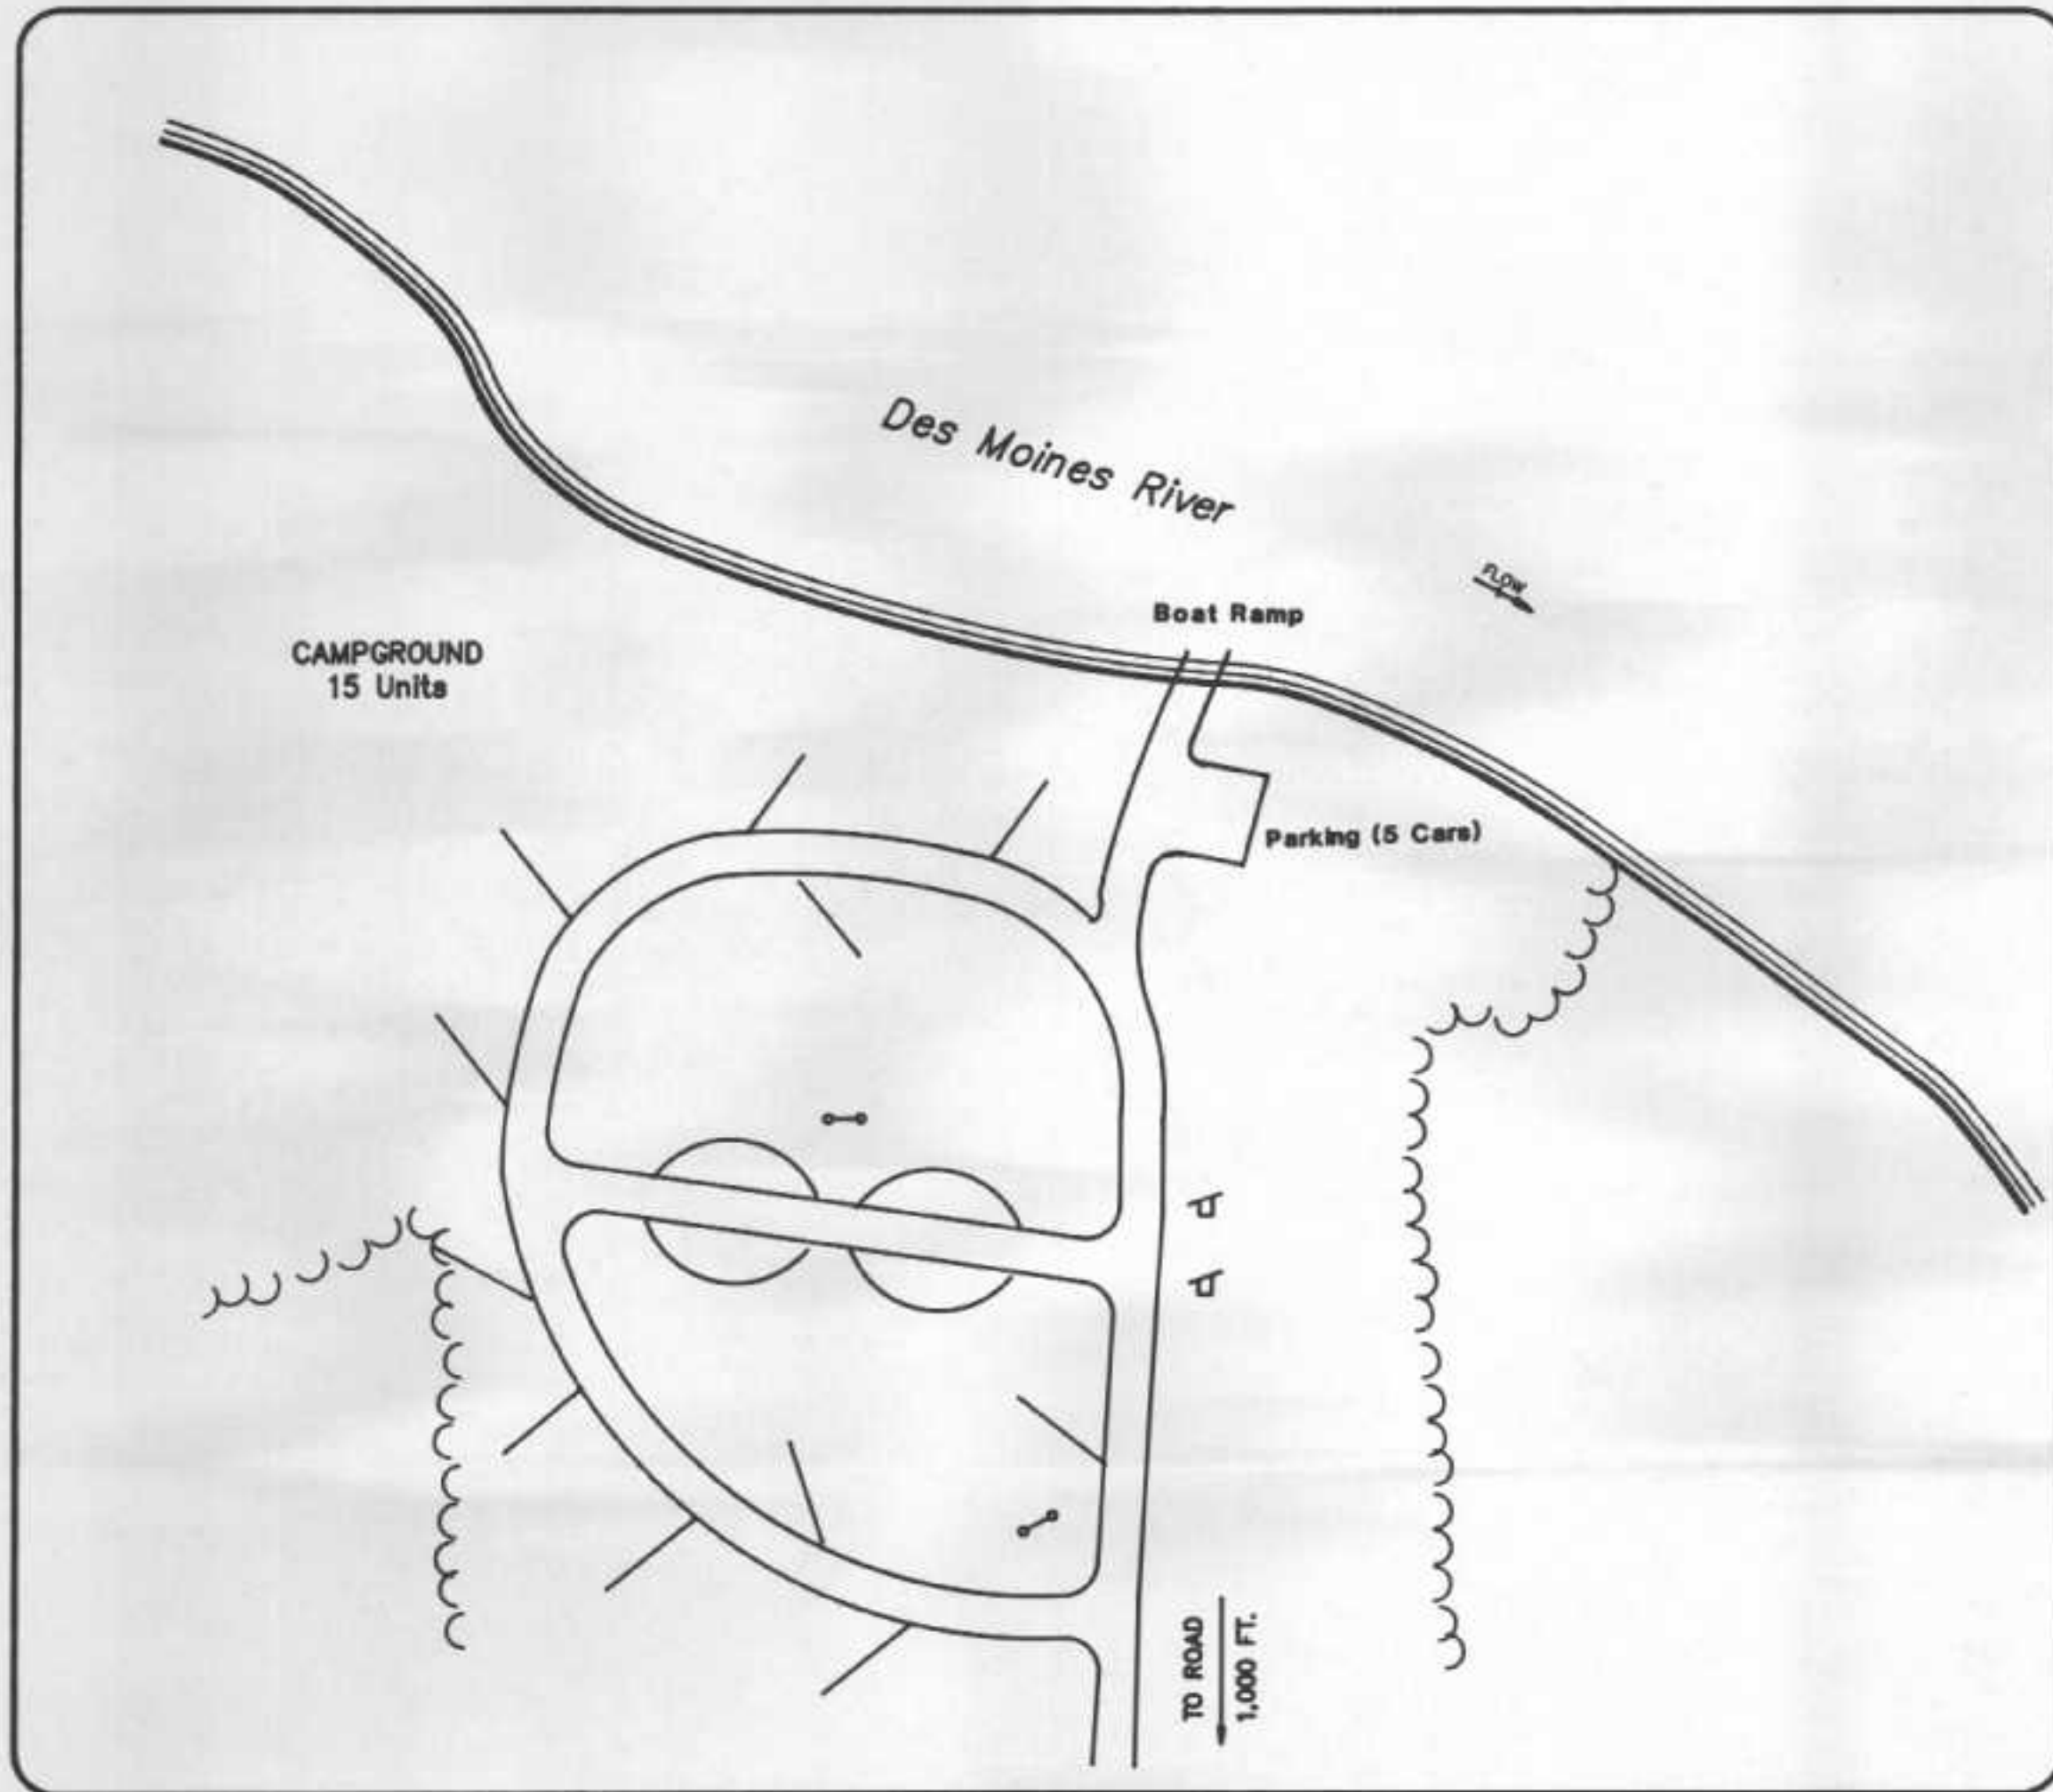 Des Moines River
FLOW
Boat Ramp
CAMPGROUND
15 Units
Parking (5 Cars)
TO ROAD
1,000 FT.